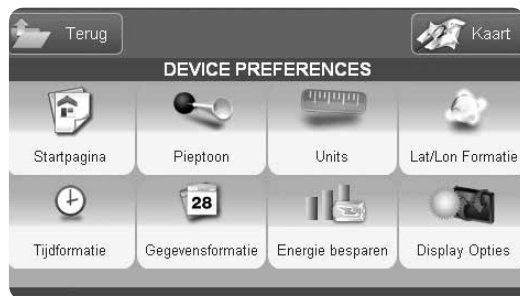 Terug
Kaart
DEVICE PREFERENCES
Startpagina
Pieptoon
Units
Lat/Lon Formatie
28
Tijdformatie
Gegevensformatie
Energie besparen
Display Opties